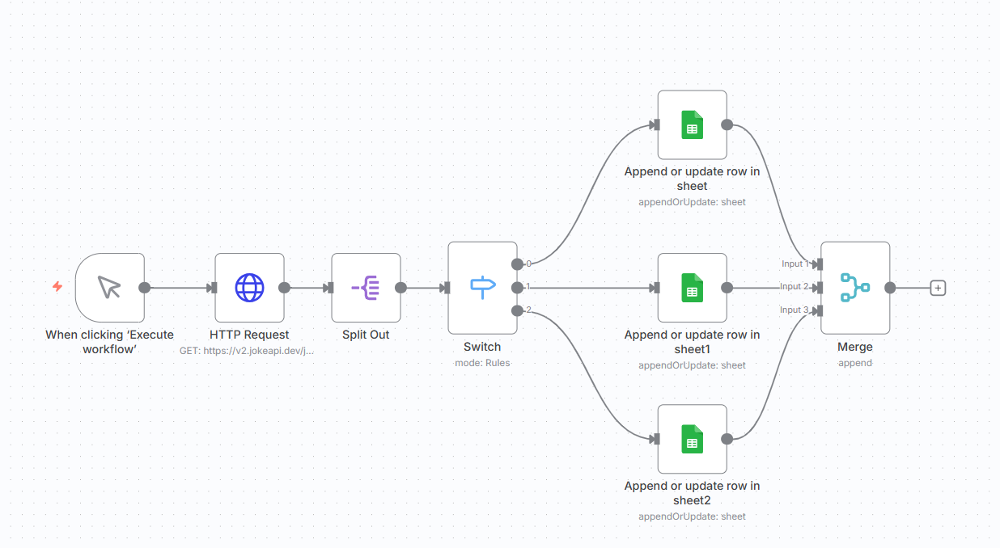 Append or update row in
sheet
appendOrUpdate: sheet
When clicking ‘Execute
workflow’
HTTP Request
GET: https://v2.jokeapi.dev/j...
Split Out
0
1
2
Switch
mode: Rules
Append or update row in
sheet1
appendOrUpdate: sheet
Input 1
Input 2
Input 3
Merge
append
Append or update row in
sheet2
appendOrUpdate: sheet